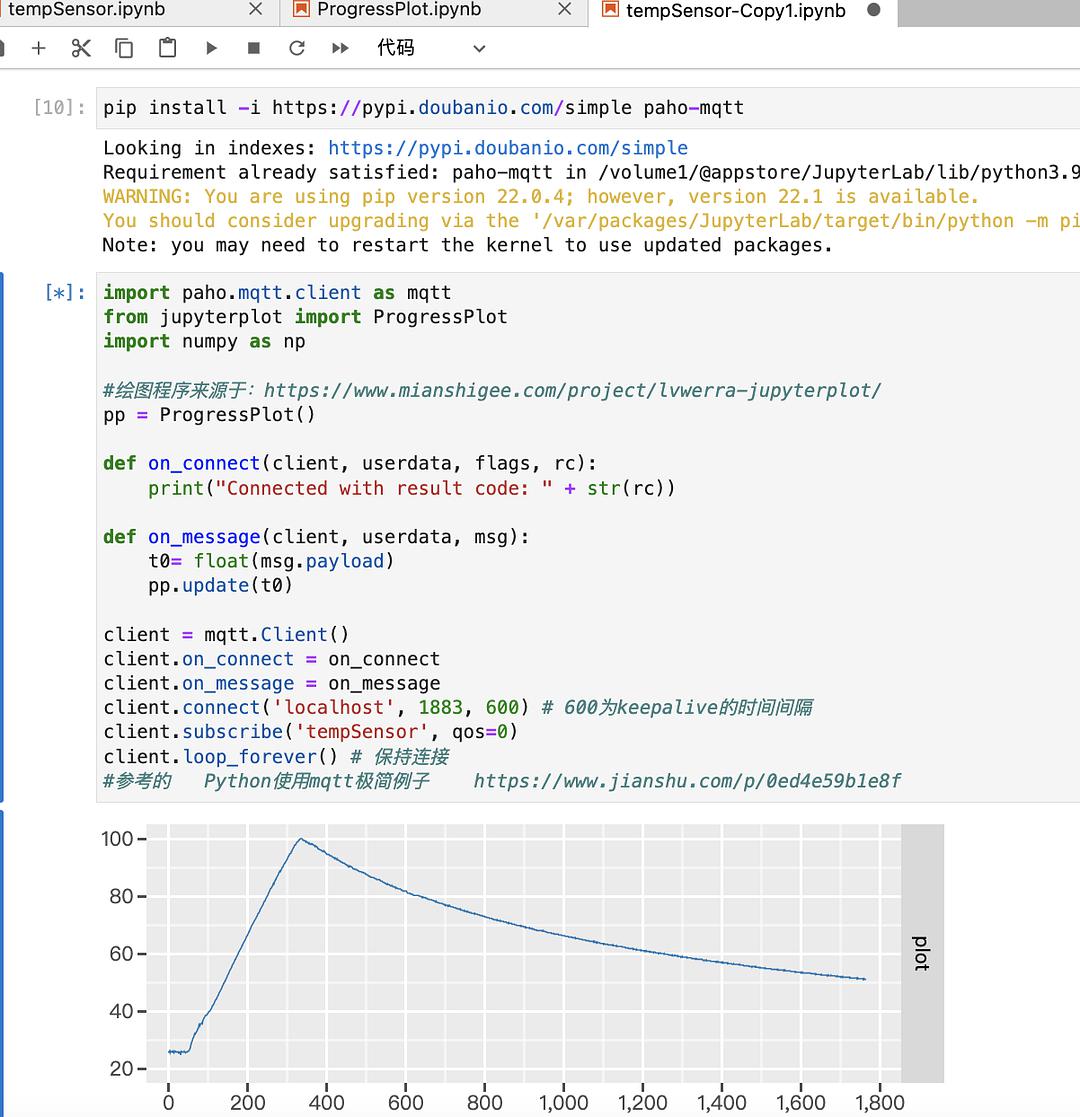 tempSensor.ipynb
ProgressPlot.ipynb
tempSensor-Copy1.ipynb
代码
[10]:
pip install -i https://pypi.doubanio.com/simple paho-mqtt
Looking in indexes: https://pypi.doubanio.com/simple
Requirement already satisfied: paho-mqtt in /volume1/@appstore/JupyterLab/lib/python3.9
WARNING: You are using pip version 22.0.4; however, version 22.1 is available.
You should consider upgrading via the '/var/packages/JupyterLab/target/bin/python -m pi
Note: you may need to restart the kernel to use updated packages.
[*]:
import paho.mqtt.client as mqtt
from jupyterplot import ProgressPlot
import numpy as np
#绘图程序来源于：https://www.mianshigee.com/project/lvwerra-jupyterplot/
pp = ProgressPlot()
def on_connect(client, userdata, flags, rc):
    print("Connected with result code: " + str(rc))
def on_message(client, userdata, msg):
    t0= float(msg.payload)
    pp.update(t0)
client = mqtt.Client()
client.on_connect = on_connect
client.on_message = on_message
client.connect('localhost', 1883, 600) # 600为keepalive的时间间隔
client.subscribe('tempSensor', qos=0)
client.loop_forever() # 保持连接
#参考的   Python使用mqtt极简例子    https://www.jianshu.com/p/0ed4e59b1e8f
100
80
60
40
20
plot
0 200 400 600 800 1,000 1,200 1,400 1,600 1,800